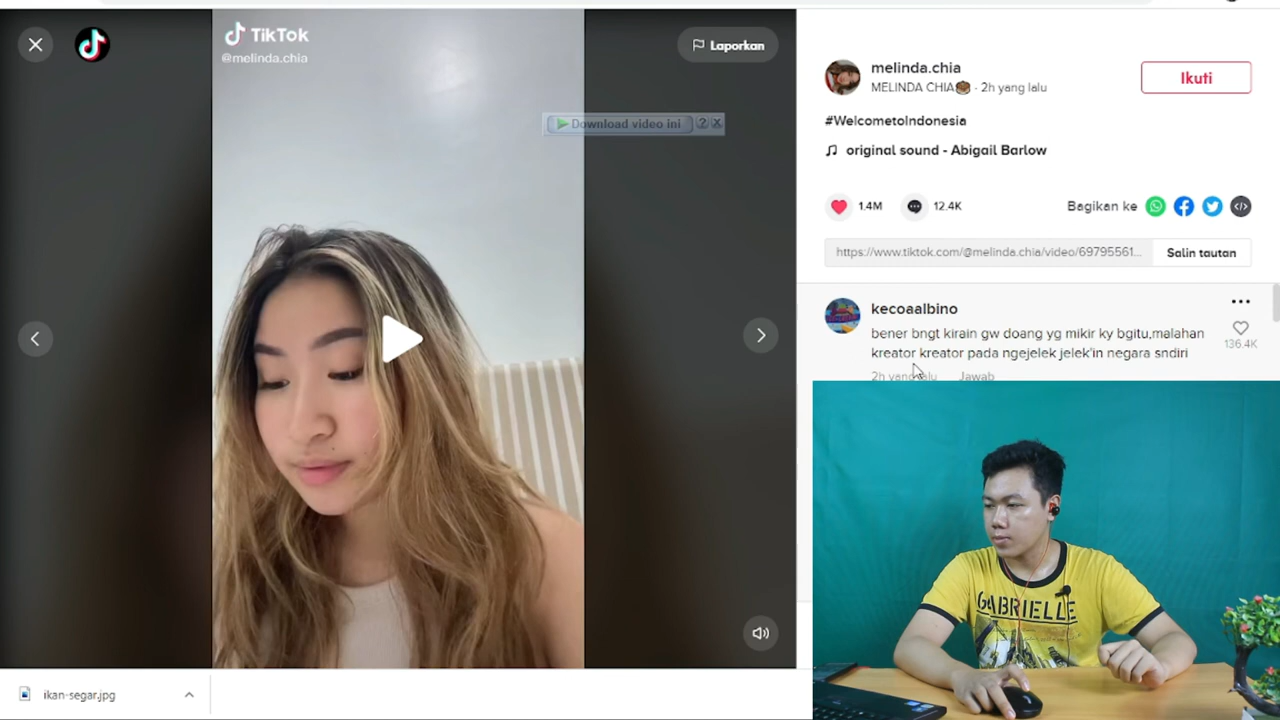 TikTok
@melinda.chia
Laporkan
Download video ini
?
melinda.chia
MELINDA CHIA · 2h yang lalu
Ikuti
#WelcometoIndonesia
original sound - Abigail Barlow
1.4M
12.4K
Bagikan ke
https://www.tiktok.com/@melinda.chia/video/69795561...
Salin tautan
kecoaalbino
bener bngt kirain gw doang yg mikir ky bgitu,malahan
kreator kreator pada ngejelek jelek'in negara sndiri
136.4K
2h yang lalu
Jawab
GABRIELLE
ikan-segar.jpg